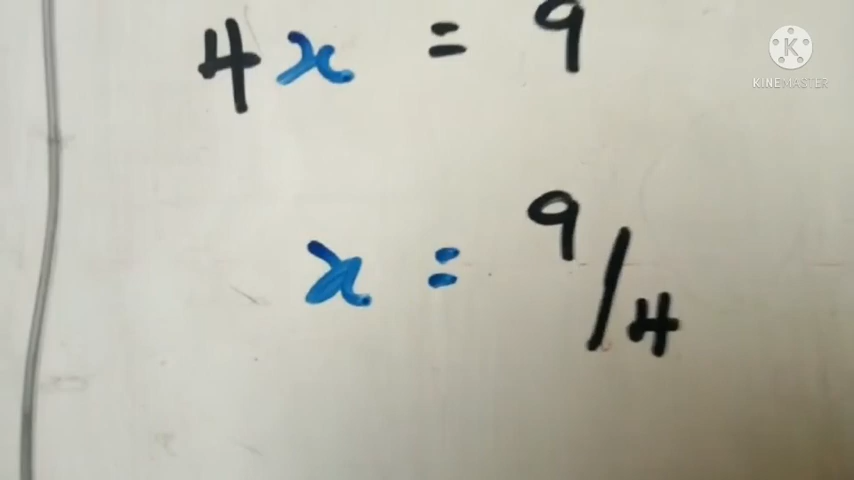 4x = 9
KINEMASTER
x = 9/4